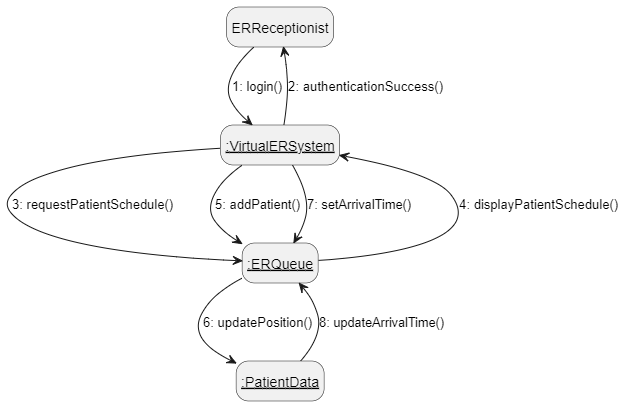 ERReceptionist
1: login()
2: authenticationSuccess()
:VirtualERSystem
3: requestPatientSchedule()
5: addPatient()
7: setArrivalTime()
4: displayPatientSchedule()
:ERQueue
6: updatePosition()
8: updateArrivalTime()
:PatientData